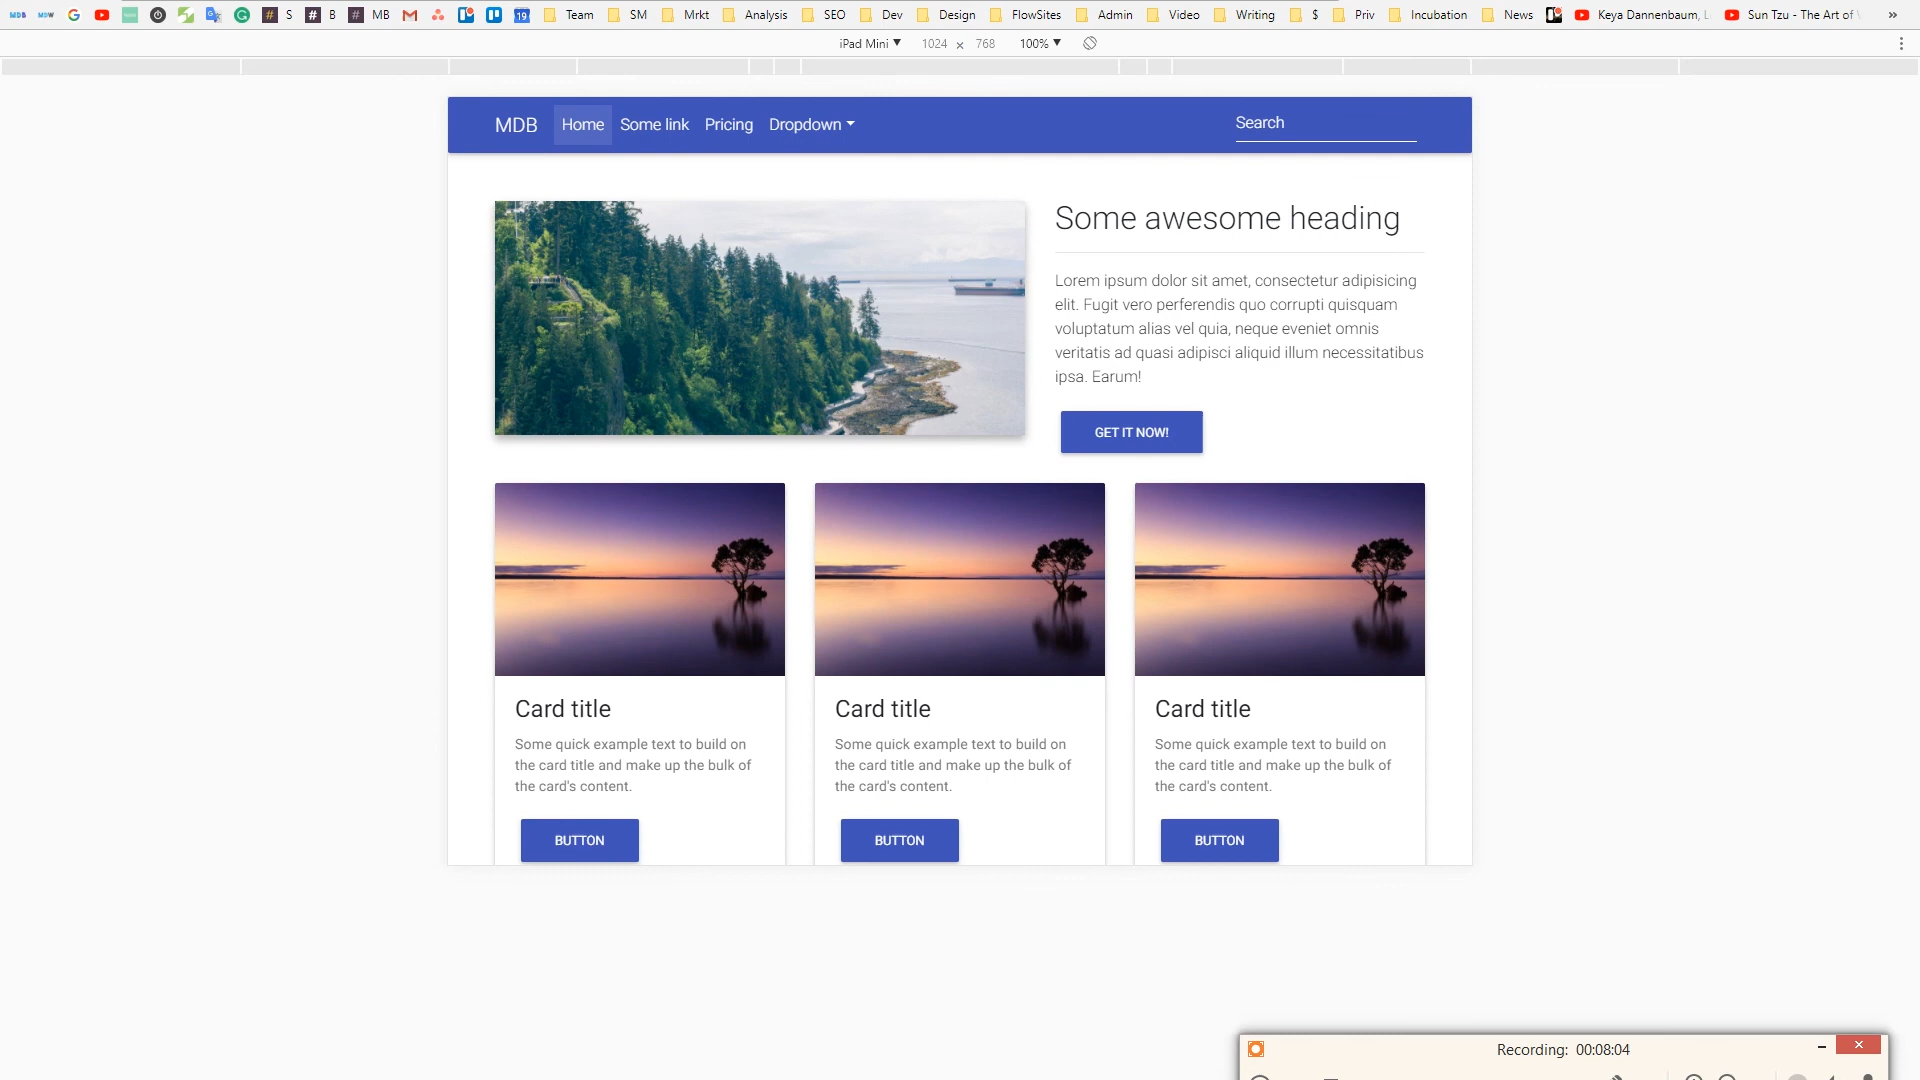 MDB MDW S B MB 19 Team SM Mrkt Analysis SEO Dev Design FlowSites Admin Video Writing $ Priv Incubation News Keya Dannenbaum, Sun Tzu - The Art of »
iPad Mini 1024 × 768 100%
MDB Home Some link Pricing Dropdown Search
Some awesome heading
Lorem ipsum dolor sit amet, consectetur adipisicing
elit. Fugit vero perferendis quo corrupti quisquam
voluptatum alias vel quia, neque eveniet omnis
veritatis ad quasi adipisci aliquid illum necessitatibus
ipsa. Earum!
GET IT NOW!
Card title
Some quick example text to build on
the card title and make up the bulk of
the card's content.
BUTTON
Card title
Some quick example text to build on
the card title and make up the bulk of
the card's content.
BUTTON
Card title
Some quick example text to build on
the card title and make up the bulk of
the card's content.
BUTTON
Recording: 00:08:04